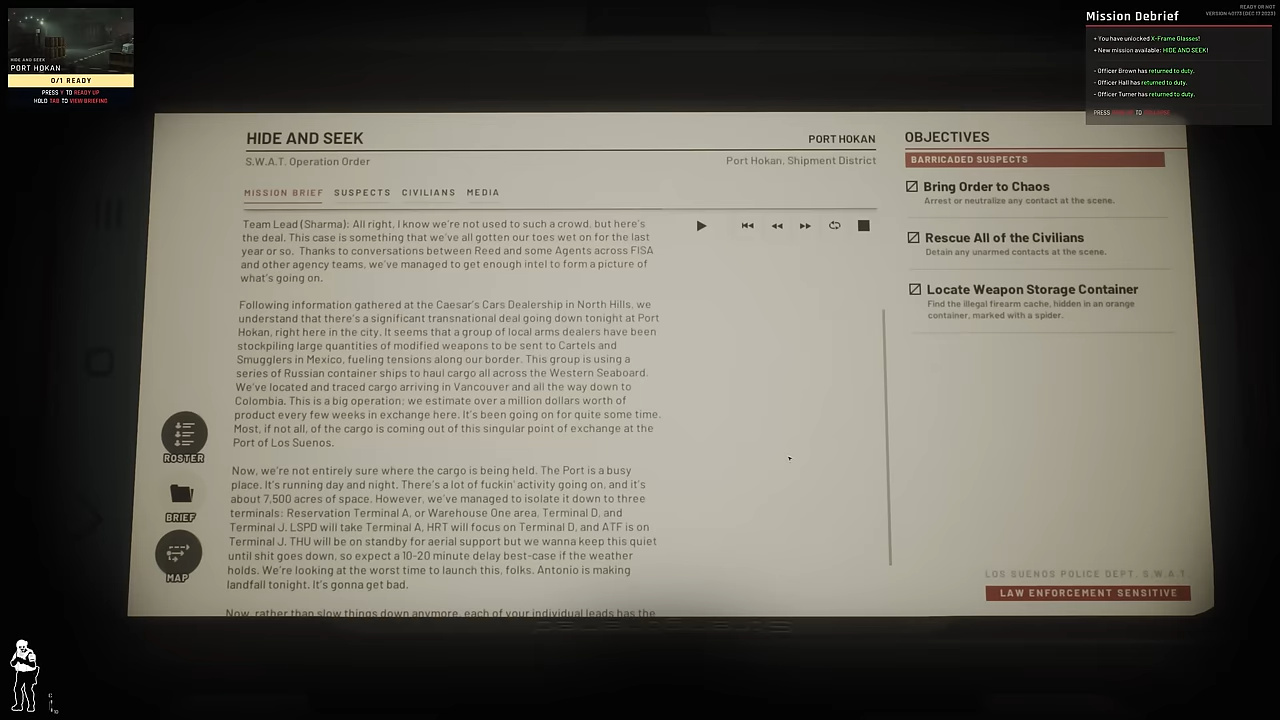 HIDE AND SEEK
PORT HOKAN
0/1 READY
PRESS Y TO READY UP
HOLD TAB TO VIEW BRIEFING
READY OR NOT
Mission Debrief
+ You have unlocked X-Frame Glasses!
+ New mission available: HIDE AND SEEK!
- Officer Brown has returned to duty.
- Officer Hall has returned to duty.
- Officer Turner has returned to duty.
HIDE AND SEEK
PORT HOKAN
S.W.A.T. Operation Order
Port Hokan, Shipment District
MISSION BRIEF SUSPECTS CIVILIANS MEDIA
Team Lead (Sharma): All right, I know we're not used to such a crowd, but here's
the deal. This case is something that we've all gotten our toes wet on for the last
year or so. Thanks to conversations between Reed and some Agents across FISA
and other agency teams, we've managed to get enough intel to form a picture of
what's going on.
Following information gathered at the Caesar's Cars Dealership in North Hills, we
understand that there's a significant transnational deal going down tonight at Port
Hokan, right here in the city. It seems that a group of local arms dealers have been
stockpiling large quantities of modified weapons to be sent to Cartels and
Smugglers in Mexico, fueling tensions along our border. This group is using a
series of Russian container ships to haul cargo all across the Western Seaboard.
We've located and traced cargo arriving in Vancouver and all the way down to
Colombia. This is a big operation; we estimate over a million dollars worth of
product every few weeks in exchange here. It's been going on for quite some time.
Most, if not all, of the cargo is coming out of this singular point of exchange at the
Port of Los Suenos.
Now, we're not entirely sure where the cargo is being held. The Port is a busy
place. It's running day and night. There's a lot of fuckin' activity going on, and it's
about 7,500 acres of space. However, we've managed to isolate it down to three
terminals: Reservation Terminal A, or Warehouse One area, Terminal D, and
Terminal J. LSPD will take Terminal A, HRT will focus on Terminal D, and ATF is on
Terminal J. THU will be on standby for aerial support but we wanna keep this quiet
until shit goes down, so expect a 10-20 minute delay best-case if the weather
holds. We're looking at the worst time to launch this, folks. Antonio is making
landfall tonight. It's gonna get bad.
Now, rather than slow things down anymore, each of your individual leads has the
ROSTER
BRIEF
MAP
OBJECTIVES
BARRICADED SUSPECTS
Bring Order to Chaos
Arrest or neutralize any contact at the scene.
Rescue All of the Civilians
Detain any unarmed contacts at the scene.
Locate Weapon Storage Container
Find the illegal firearm cache, hidden in an orange
container, marked with a spider.
LOS SUENOS POLICE DEPT. S.W.A.T.
LAW ENFORCEMENT SENSITIVE